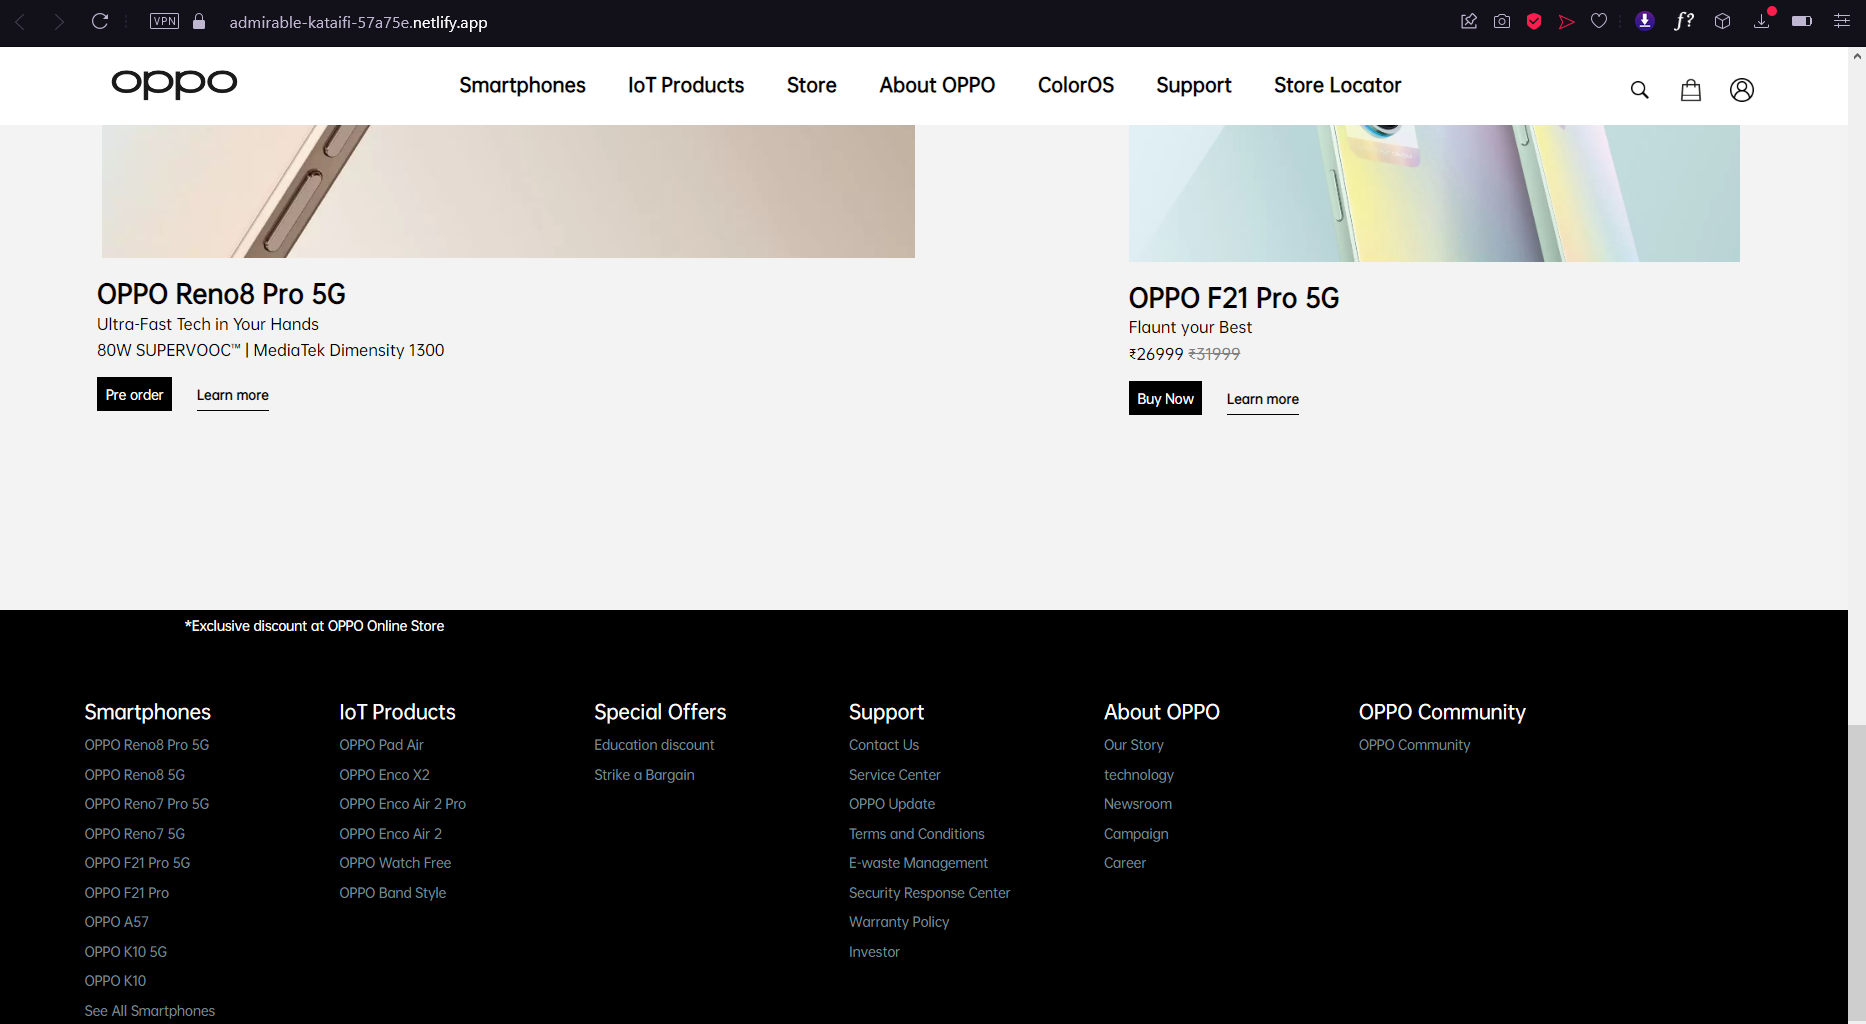 VPN
admirable-kataifi-57a75e.netlify.app
f?
oppo
Smartphones
IoT Products
Store
About OPPO
ColorOS
Support
Store Locator
OPPO Reno8 Pro 5G
Ultra-Fast Tech in Your Hands
80W SUPERVOOC™ | MediaTek Dimensity 1300
Pre order
Learn more
OPPO F21 Pro 5G
Flaunt your Best
₹26999 ₹31999
Buy Now
Learn more
*Exclusive discount at OPPO Online Store
Smartphones
OPPO Reno8 Pro 5G
OPPO Reno8 5G
OPPO Reno7 Pro 5G
OPPO Reno7 5G
OPPO F21 Pro 5G
OPPO F21 Pro
OPPO A57
OPPO K10 5G
OPPO K10
See All Smartphones
IoT Products
OPPO Pad Air
OPPO Enco X2
OPPO Enco Air 2 Pro
OPPO Enco Air 2
OPPO Watch Free
OPPO Band Style
Special Offers
Education discount
Strike a Bargain
Support
Contact Us
Service Center
OPPO Update
Terms and Conditions
E-waste Management
Security Response Center
Warranty Policy
Investor
About OPPO
Our Story
technology
Newsroom
Campaign
Career
OPPO Community
OPPO Community